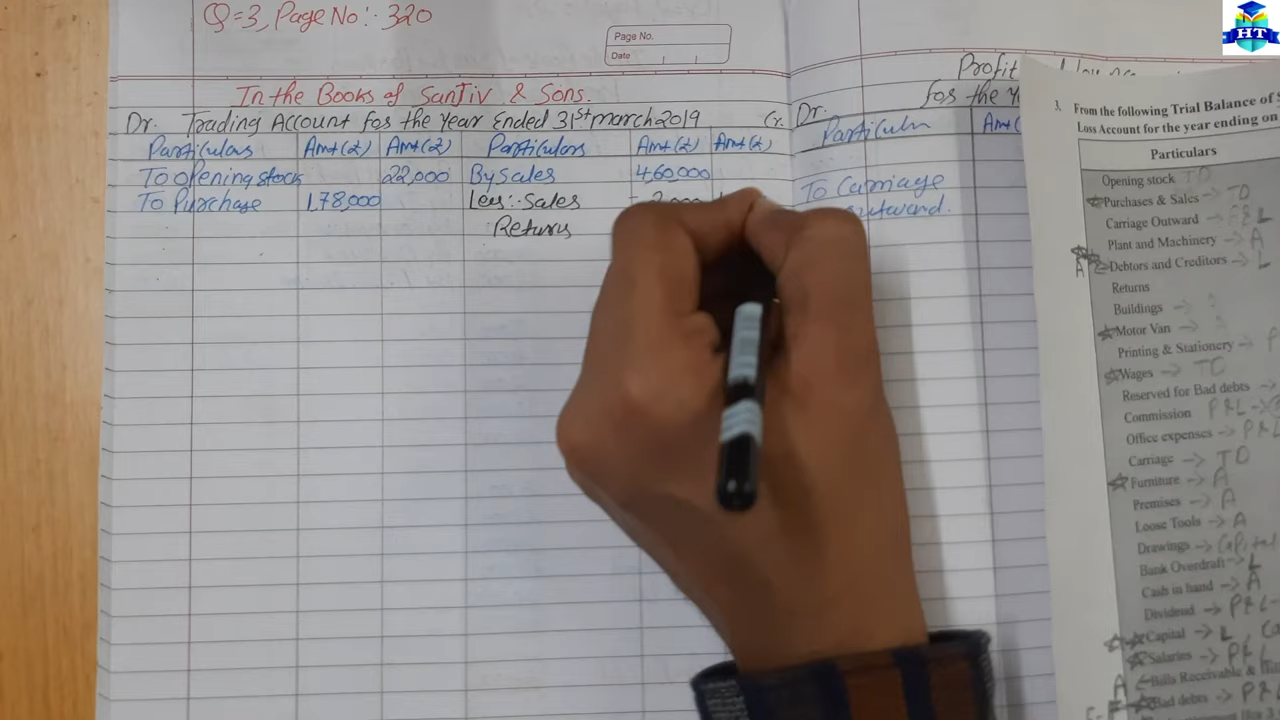 Q=3, Page No:- 320
Page No.
Date
HT
In the Books of Sanjiv & Sons.
Dr. Trading Account for the Year Ended 31st march 2019 Cr.
Particulars Amt(₹) Amt(₹) Particulars Amt(₹) Amt(₹)
To opening stock 22,000 By sales 4,60,000
To Purchase 1,78,000 Less:- Sales
Returns
Profit
for the
Dr.
Particular Amt(
To Carriage
3. From the following Trial Balance of
Loss Account for the year ending on
Particulars
Opening stock TD
Purchases & Sales → TD
Carriage Outward → P&L
Plant and Machinery → A
A Debtors and Creditors → L
Returns
Buildings →
Motor Van →
Printing & Stationery → P
Wages → TD
Reserved for Bad debts →
Commission P&L →
Office expenses → P&L
Carriage → TD
Furniture → A
Premises → A
Loose Tools → A
Drawings → Capital
Bank Overdraft → L
Cash in hand → A
Dividend → P&L
Capital → L
Salaries → P&L
A Bills Receivable &
Bad debts → P&L